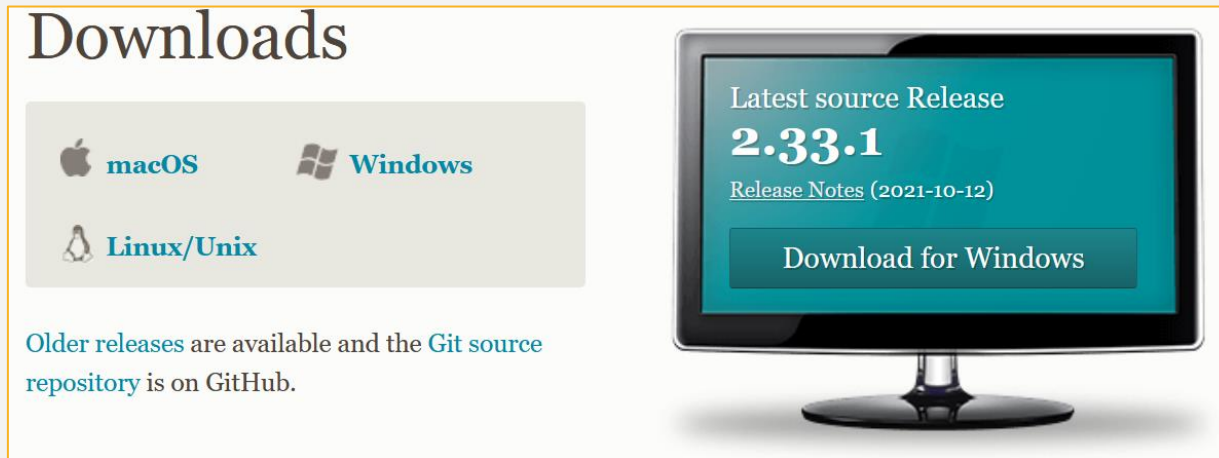 Downloads
macOS
Windows
Linux/Unix
Older releases are available and the Git source
repository is on GitHub.
Latest source Release
2.33.1
Release Notes (2021-10-12)
Download for Windows